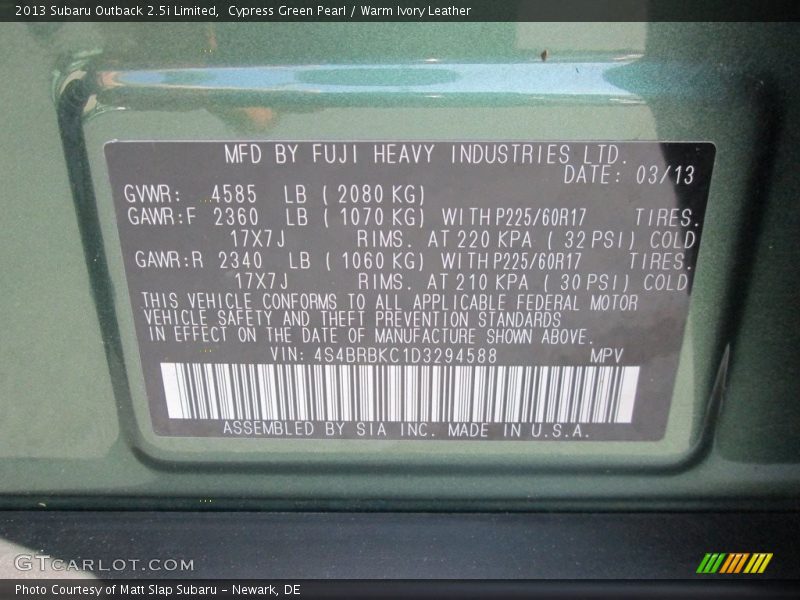 2013 Subaru Outback 2.5i Limited,  Cypress Green Pearl / Warm Ivory Leather
MFD BY FUJI HEAVY INDUSTRIES LTD.
DATE: 03/13
GVWR: 4585 LB ( 2080 KG)
GAWR:F 2360 LB ( 1070 KG) WITH P225/60R17 TIRES.
17X7J RIMS. AT 220 KPA ( 32 PSI) COLD
GAWR:R 2340 LB ( 1060 KG) WITH P225/60R17 TIRES.
17X7J RIMS. AT 210 KPA ( 30 PSI) COLD
THIS VEHICLE CONFORMS TO ALL APPLICABLE FEDERAL MOTOR
VEHICLE SAFETY AND THEFT PREVENTION STANDARDS
IN EFFECT ON THE DATE OF MANUFACTURE SHOWN ABOVE.
VIN: 4S4BRBKC1D3294588 MPV
ASSEMBLED BY SIA INC. MADE IN U.S.A.
GTCARLOT.COM
Photo Courtesy of Matt Slap Subaru - Newark, DE